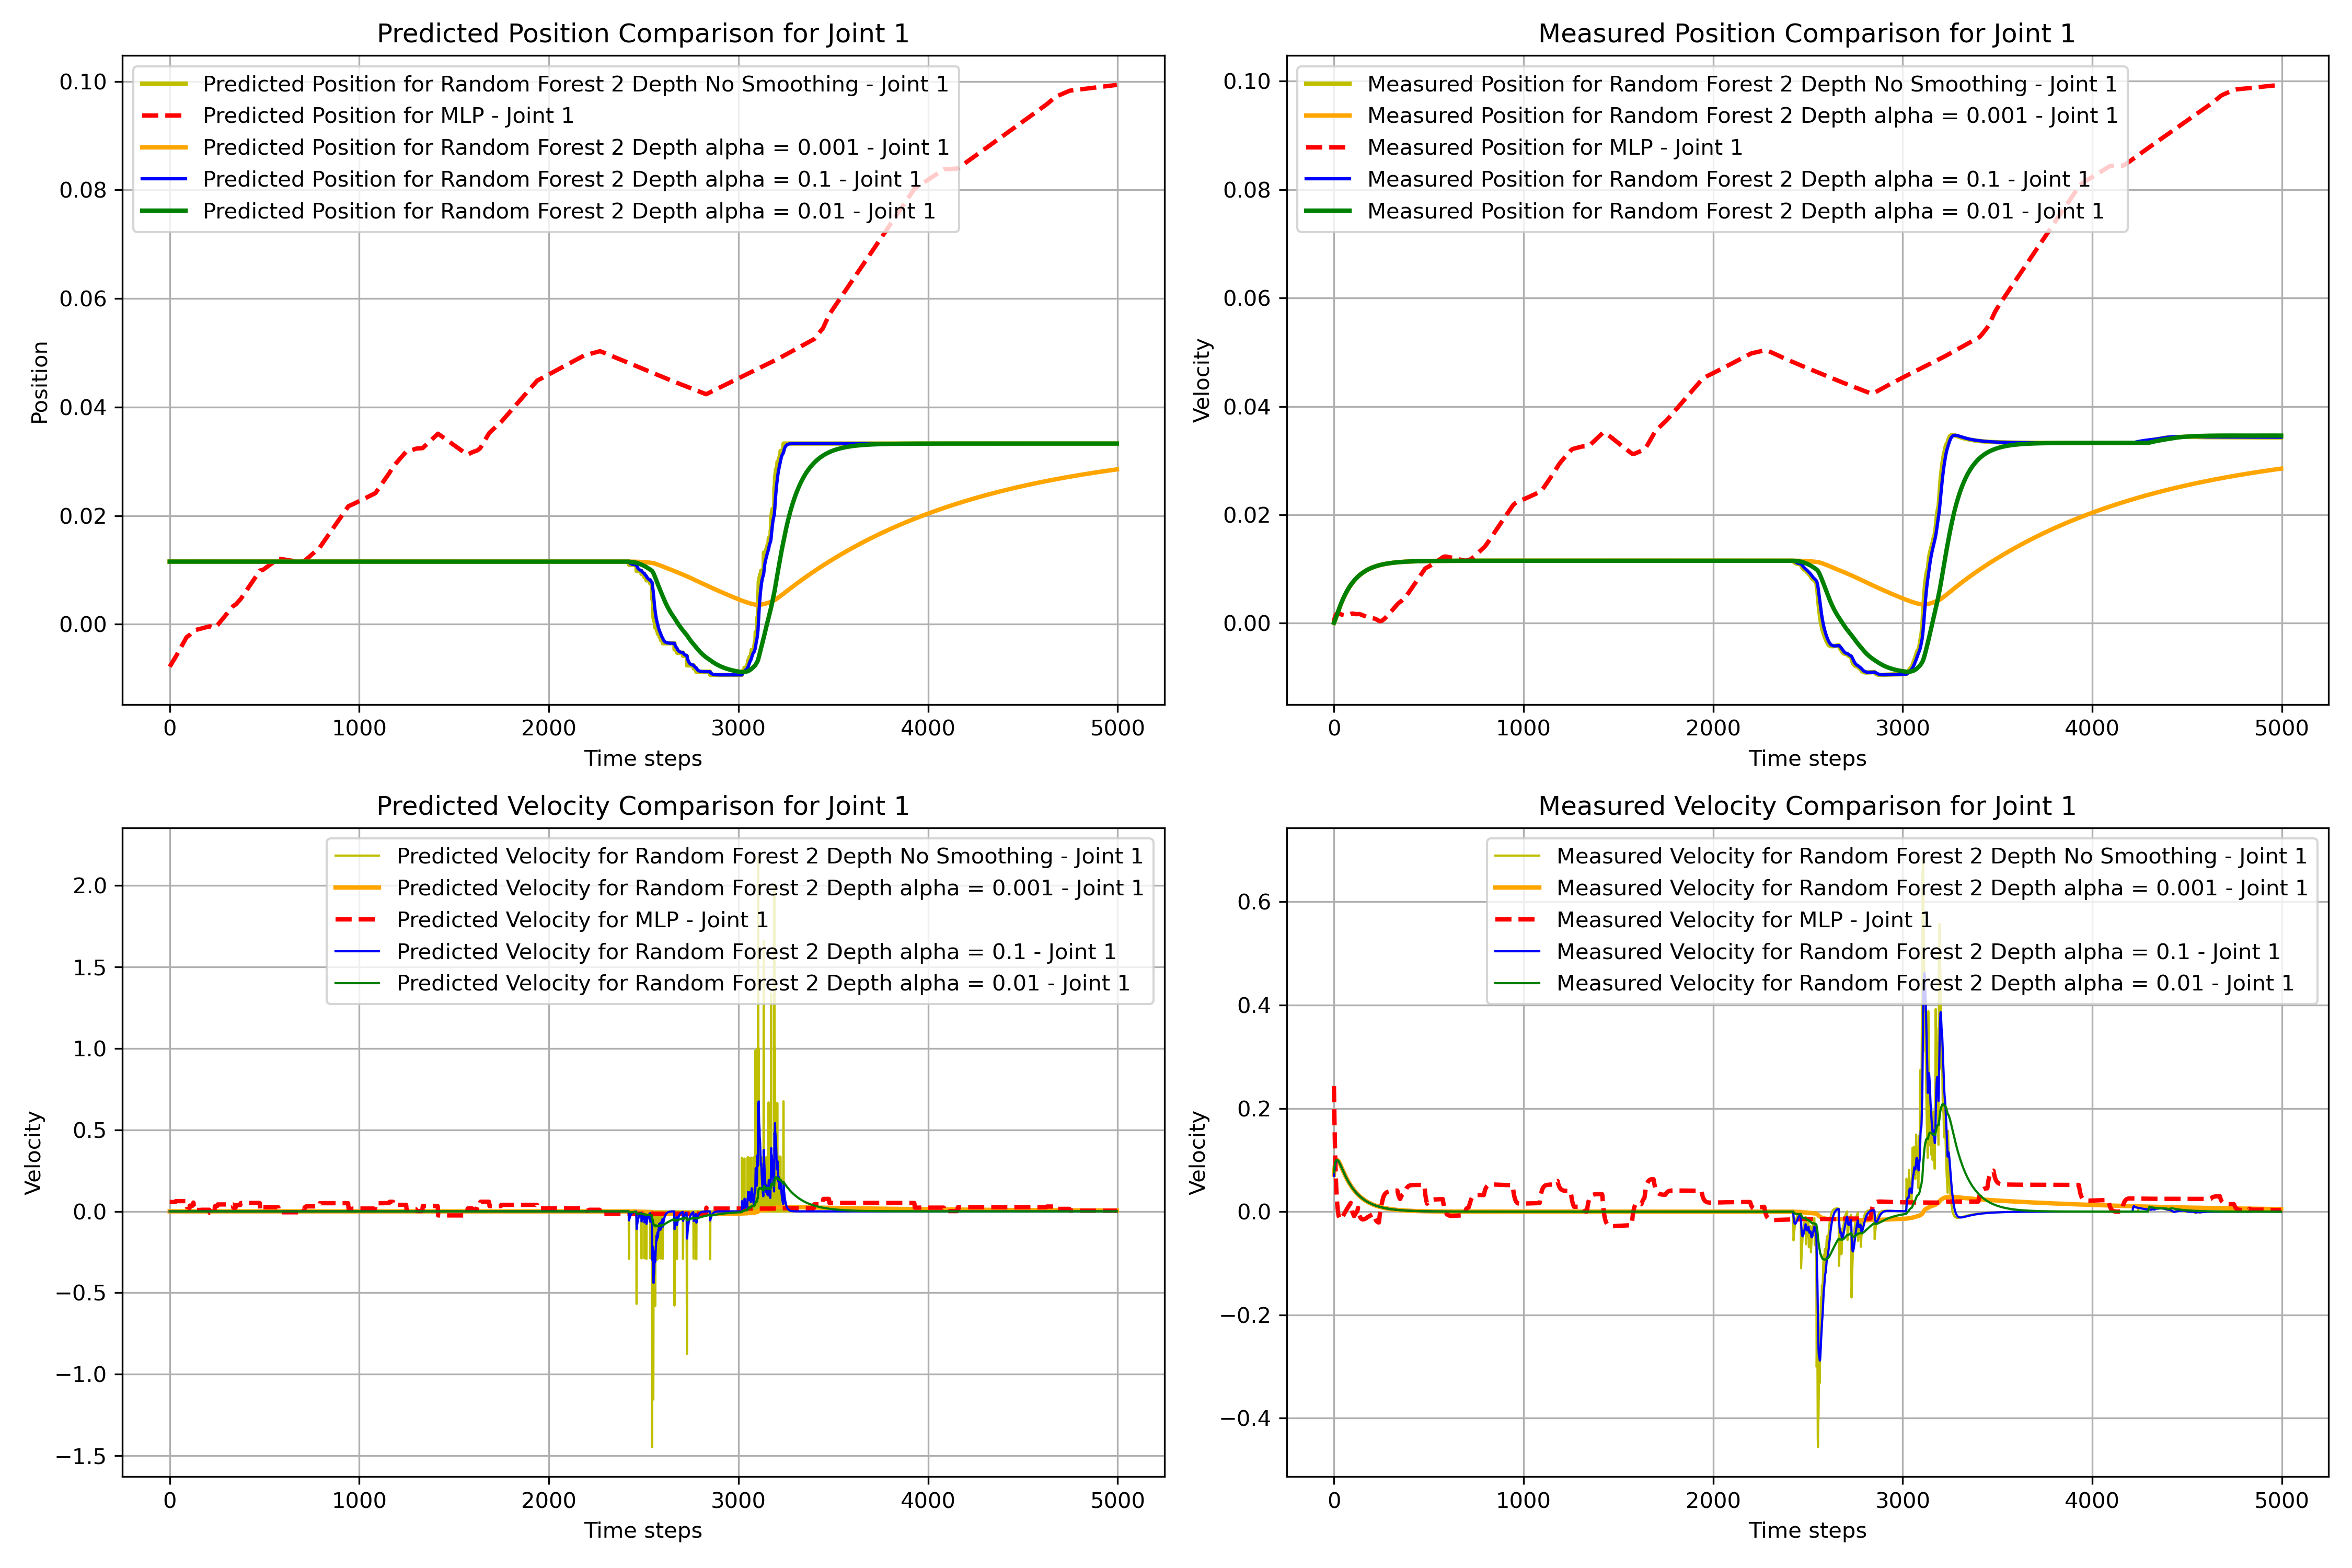 Predicted Position Comparison for Joint 1
Position
0.10
0.08
0.06
0.04
0.02
0.00
Predicted Position for Random Forest 2 Depth No Smoothing - Joint 1
Predicted Position for MLP - Joint 1
Predicted Position for Random Forest 2 Depth alpha = 0.001 - Joint 1
Predicted Position for Random Forest 2 Depth alpha = 0.1 - Joint 1
Predicted Position for Random Forest 2 Depth alpha = 0.01 - Joint 1
0 1000 2000 3000 4000 5000
Time steps
Measured Position Comparison for Joint 1
Velocity
0.10
0.08
0.06
0.04
0.02
0.00
Measured Position for Random Forest 2 Depth No Smoothing - Joint 1
Measured Position for Random Forest 2 Depth alpha = 0.001 - Joint 1
Measured Position for MLP - Joint 1
Measured Position for Random Forest 2 Depth alpha = 0.1 - Joint 1
Measured Position for Random Forest 2 Depth alpha = 0.01 - Joint 1
0 1000 2000 3000 4000 5000
Time steps
Predicted Velocity Comparison for Joint 1
Velocity
2.0
1.5
1.0
0.5
0.0
−0.5
−1.0
−1.5
Predicted Velocity for Random Forest 2 Depth No Smoothing - Joint 1
Predicted Velocity for Random Forest 2 Depth alpha = 0.001 - Joint 1
Predicted Velocity for MLP - Joint 1
Predicted Velocity for Random Forest 2 Depth alpha = 0.1 - Joint 1
Predicted Velocity for Random Forest 2 Depth alpha = 0.01 - Joint 1
0 1000 2000 3000 4000 5000
Time steps
Measured Velocity Comparison for Joint 1
Velocity
0.6
0.4
0.2
0.0
−0.2
−0.4
Measured Velocity for Random Forest 2 Depth No Smoothing - Joint 1
Measured Velocity for Random Forest 2 Depth alpha = 0.001 - Joint 1
Measured Velocity for MLP - Joint 1
Measured Velocity for Random Forest 2 Depth alpha = 0.1 - Joint 1
Measured Velocity for Random Forest 2 Depth alpha = 0.01 - Joint 1
0 1000 2000 3000 4000 5000
Time steps